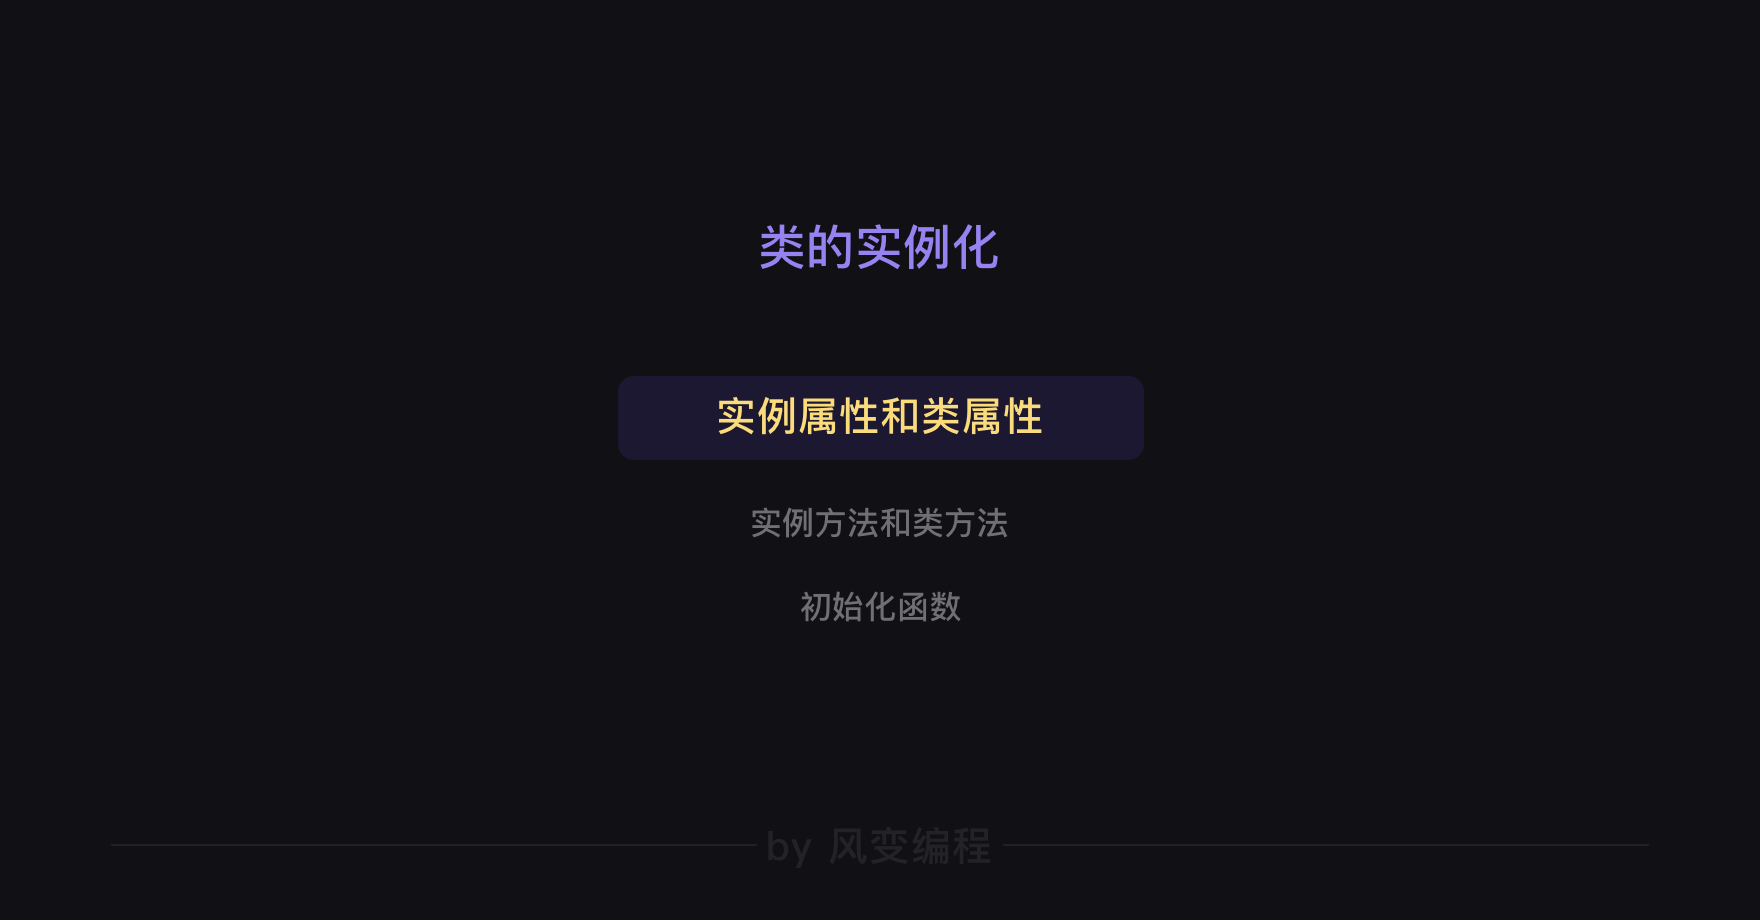 类的实例化
实例属性和类属性
实例方法和类方法
初始化函数
by 风变编程